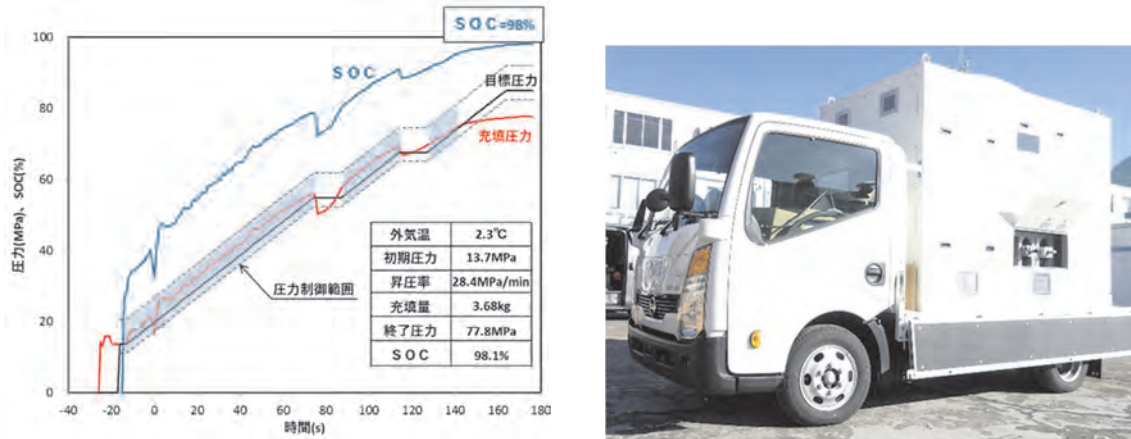 SOC=98%
100
80
60
40
20
0
圧力(MPa)、SOC(%)
SOC
目標圧力
充填圧力
圧力制御範囲
外気温 2.3℃
初期圧力 13.7MPa
昇圧率 28.4MPa/min
充填量 3.68kg
終了圧力 77.8MPa
SOC 98.1%
-40 -20 0 20 40 60 80 100 120 140 160 180
時間(s)